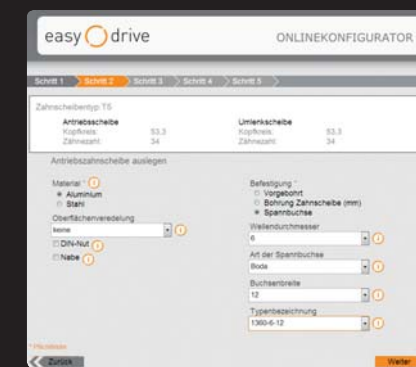 easy drive
ONLINEKONFIGURATOR
Schritt 1 Schritt 2 Schritt 3 Schritt 4 Schritt 5
Zahnscheibentyp T5
Antriebsscheibe
Kopfkreis: 53,3
Zähnezahl: 34
Umlenkscheibe
Kopfkreis: 53,3
Zähnezahl: 34
Antriebszahnscheibe auslegen
Material *
Aluminium
Stahl
Oberflächenveredelung
keine
DIN-Nut
Nabe
Befestigung *
Vorgebohrt
Bohrung Zahnscheibe (mm)
Spannbuchse
Wellendurchmesser
6
Art der Spannbuchse
Boda
Buchsenbreite
12
Typenbezeichnung
1360-6-12
* Pflichtfelder
Zurück
Weiter